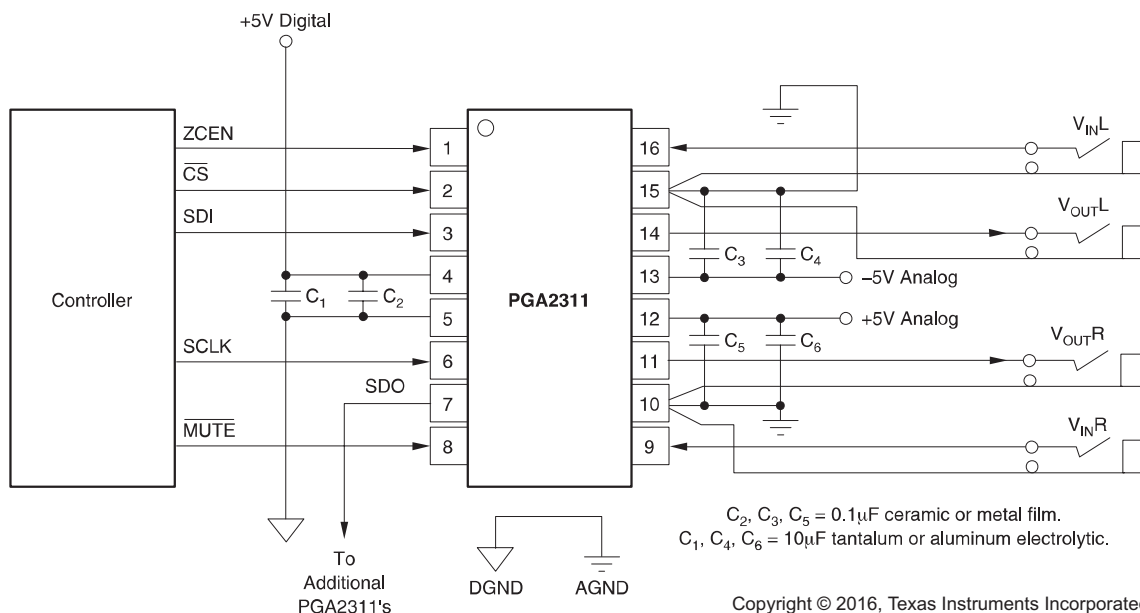 +5V Digital
Controller
ZCEN
CS
SDI
SCLK
SDO
MUTE
1
2
3
4
5
6
7
8
PGA2311
16
15
14
13
12
11
10
9
C1
C2
C3
C4
C5
C6
–5V Analog
+5V Analog
VINL
VOUTL
VOUTR
VINR
To
Additional
PGA2311's
DGND
AGND
C2, C3, C5 = 0.1μF ceramic or metal film.
C1, C4, C6 = 10μF tantalum or aluminum electrolytic.
Copyright © 2016, Texas Instruments Incorporate